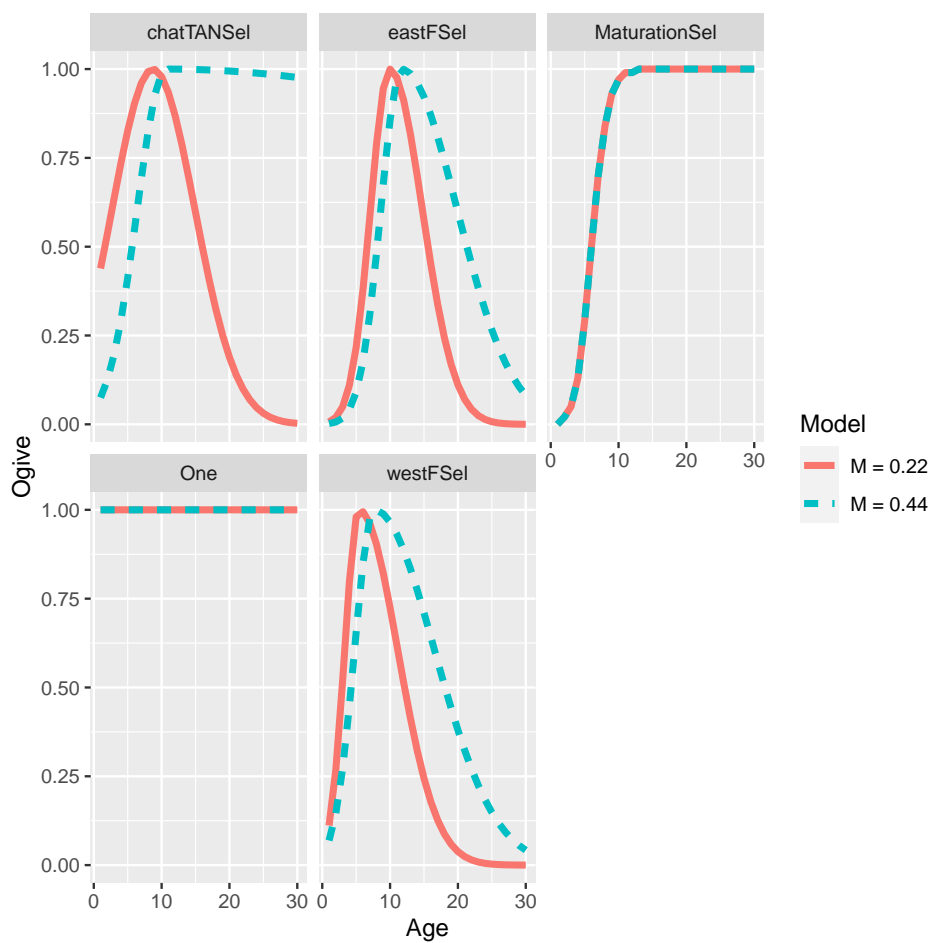 chatTANSel
eastFSel
MaturationSel
1.00
0.75
0.50
0.25
0.00
0 10 20 30
One
westFSel
1.00
0.75
0.50
0.25
0.00
0 10 20 30
0 10 20 30
Ogive
Age
Model
M = 0.22
M = 0.44